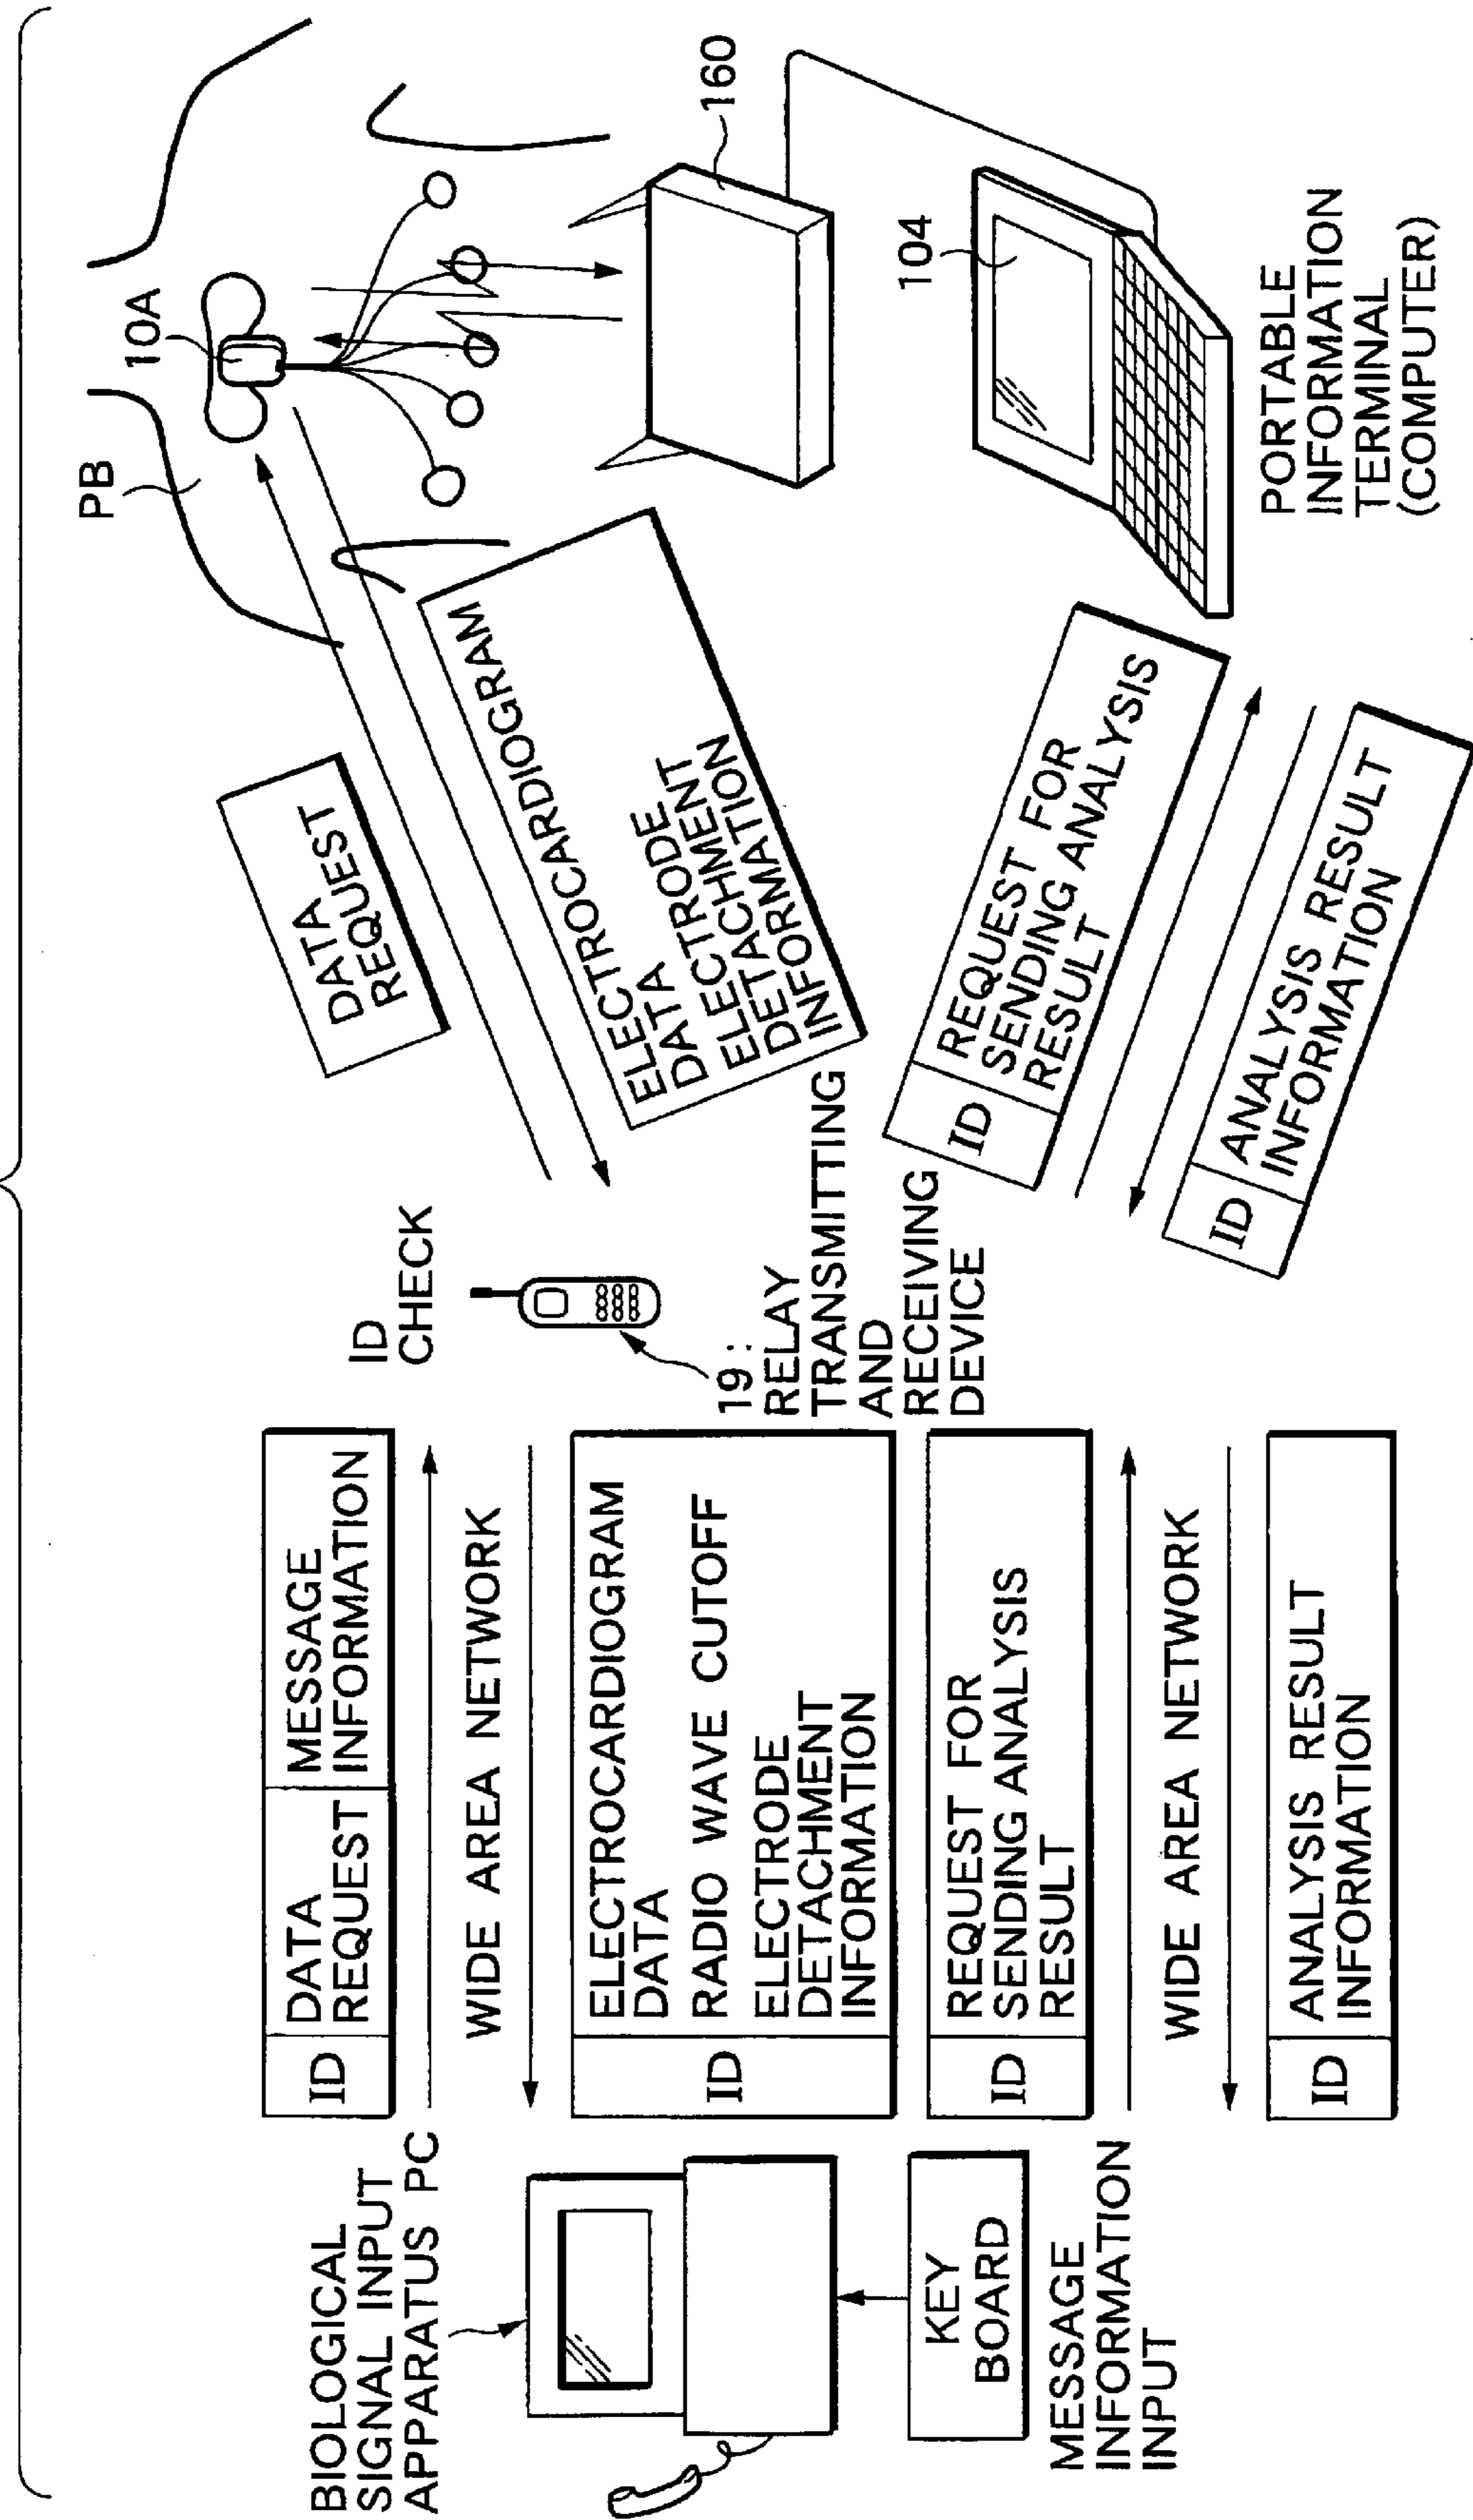 BIOLOGICAL
SIGNAL INPUT
APPARATUS PC
KEY
BOARD
MESSAGE
INFORMATION
INPUT
ID
DATA
REQUEST
MESSAGE
INFORMATION
WIDE AREA NETWORK
ID
ELECTROCARDIOGRAM
DATA
RADIO WAVE CUTOFF
ELECTRODE
DETACHMENT
INFORMATION
ID
REQUEST FOR
SENDING ANALYSIS
RESULT
WIDE AREA NETWORK
ID
ANALYSIS RESULT
INFORMATION
ID
CHECK
19 :
RELAY
TRANSMITTING
AND
RECEIVING
DEVICE
DATA
REQUEST
ELECTROCARDIOGRAM
DATA
ELECTRODE
DETACHMENT
INFORMATION
ID
REQUEST FOR
SENDING ANALYSIS
RESULT
ID
ANALYSIS RESULT
INFORMATION
PB
10A
160
104
PORTABLE
INFORMATION
TERMINAL
(COMPUTER)